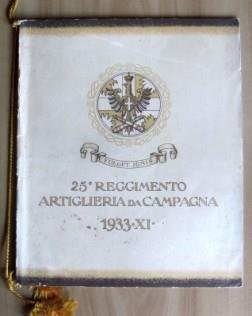 25° REGGIMENTO
ARTIGLIERIA DA CAMPAGNA
1933·XI·